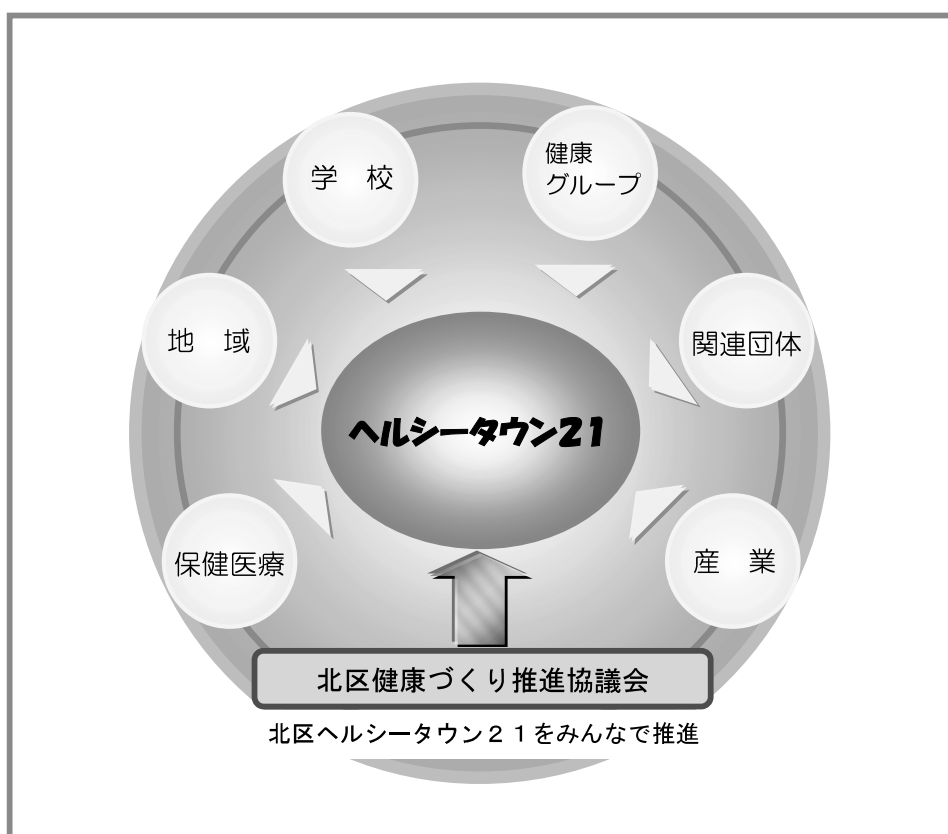 学　校
健康
グループ
地　域
関連団体
ヘルシータウン21
保健医療
産　業
北区健康づくり推進協議会
北区ヘルシータウン２１をみんなで推進